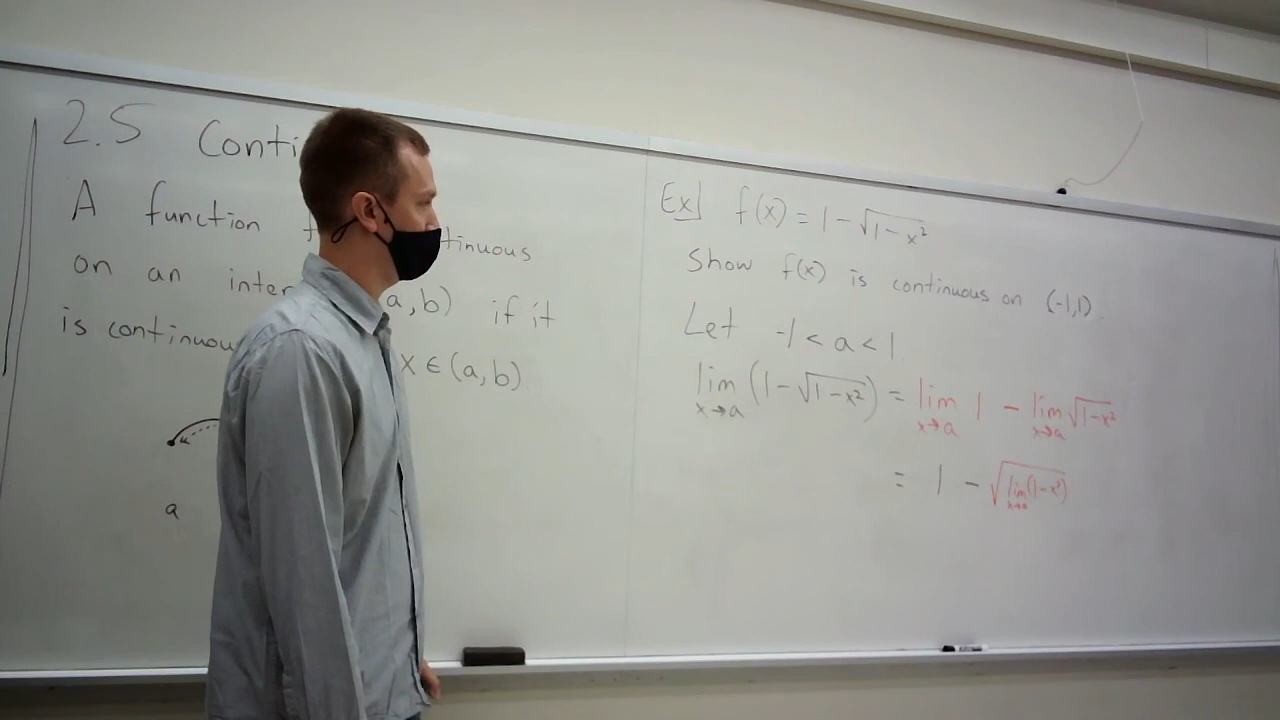 2.5 Conti
A function f tinuous
on an inter a,b) if it
is continuou x ∈ (a,b)
a
Ex] f(x) = 1 - √(1-x²)
Show f(x) is continuous on (-1,1)
Let -1 < a < 1
lim x→a (1 - √(1-x²)) = lim x→a 1 - lim x→a √(1-x²)
= 1 - √(lim x→a (1-x²))